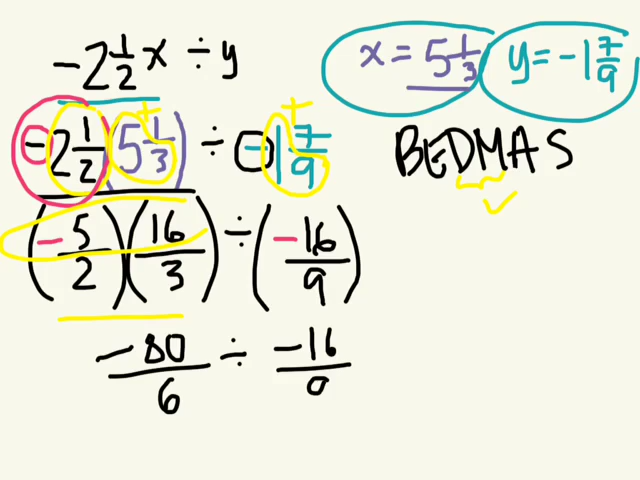 -2 1/2 x ÷ y
x = 5 1/3 y = -1 7/9
-2 1/2 (5 1/3) ÷ -1 7/9
BEDMAS
(-5/2)(16/3) ÷ (-16/9)
-80/6 ÷ -16/0